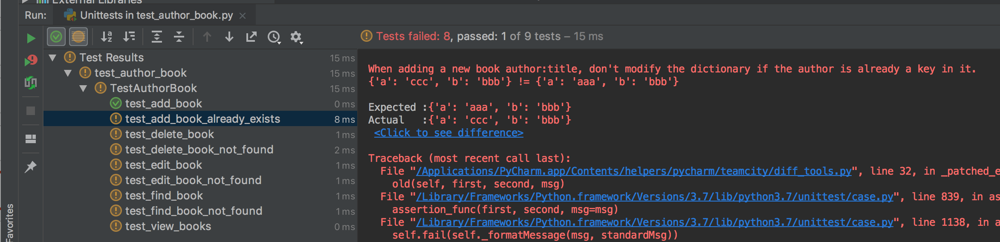 External Libraries
Run: Unittests in test_author_book.py ×
Tests failed: 8, passed: 1 of 9 tests – 15 ms
Test Results 15 ms
test_author_book 15 ms
TestAuthorBook 15 ms
test_add_book 0 ms
test_add_book_already_exists 8 ms
test_delete_book 1 ms
test_delete_book_not_found 2 ms
test_edit_book 1 ms
test_edit_book_not_found 1 ms
test_find_book 1 ms
test_find_book_not_found 1 ms
test_view_books 0 ms
When adding a new book author:title, don't modify the dictionary if the author is already a key in it.
{'a': 'ccc', 'b': 'bbb'} != {'a': 'aaa', 'b': 'bbb'}
Expected :{'a': 'aaa', 'b': 'bbb'}
Actual   :{'a': 'ccc', 'b': 'bbb'}
<Click to see difference>
Traceback (most recent call last):
File "/Applications/PyCharm.app/Contents/helpers/pycharm/teamcity/diff_tools.py", line 32, in _patched_e
old(self, first, second, msg)
File "/Library/Frameworks/Python.framework/Versions/3.7/lib/python3.7/unittest/case.py", line 839, in as
assertion_func(first, second, msg=msg)
File "/Library/Frameworks/Python.framework/Versions/3.7/lib/python3.7/unittest/case.py", line 1138, in a
self.fail(self._formatMessage(msg, standardMsg))
Favorites